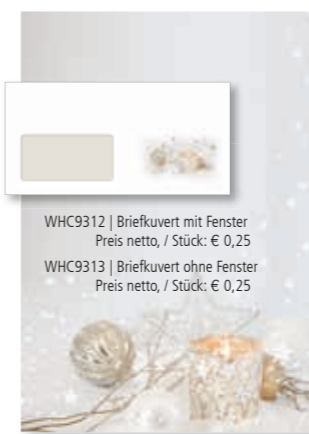 WHC9312 | Briefkuvert mit Fenster
Preis netto, / Stück: € 0,25
WHC9313 | Briefkuvert ohne Fenster
Preis netto, / Stück: € 0,25